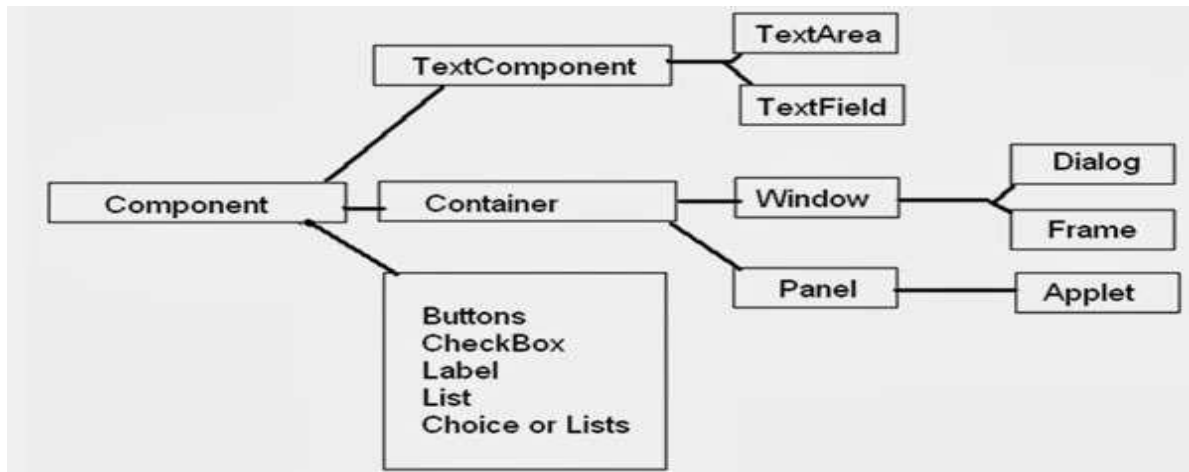 TextArea
TextComponent
TextField
Dialog
Component
Container
Window
Frame
Panel
Applet
Buttons
CheckBox
Label
List
Choice or Lists